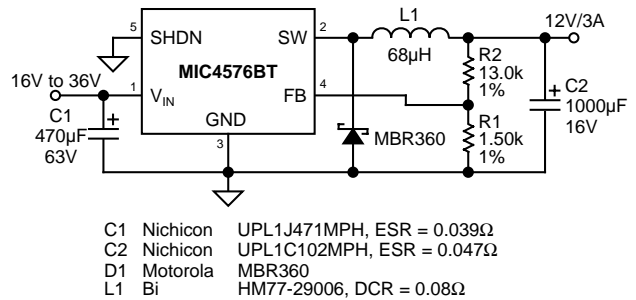 12V/3A
L1
68µH
5
SHDN
SW
2
MIC4576BT
16V to 36V
1
VIN
FB
4
GND
3
C1
470µF
63V
+
MBR360
R2
13.0k
1%
R1
1.50k
1%
+
C2
1000µF
16V
C1 Nichicon UPL1J471MPH, ESR = 0.039Ω
C2 Nichicon UPL1C102MPH, ESR = 0.047Ω
D1 Motorola MBR360
L1 Bi HM77-29006, DCR = 0.08Ω